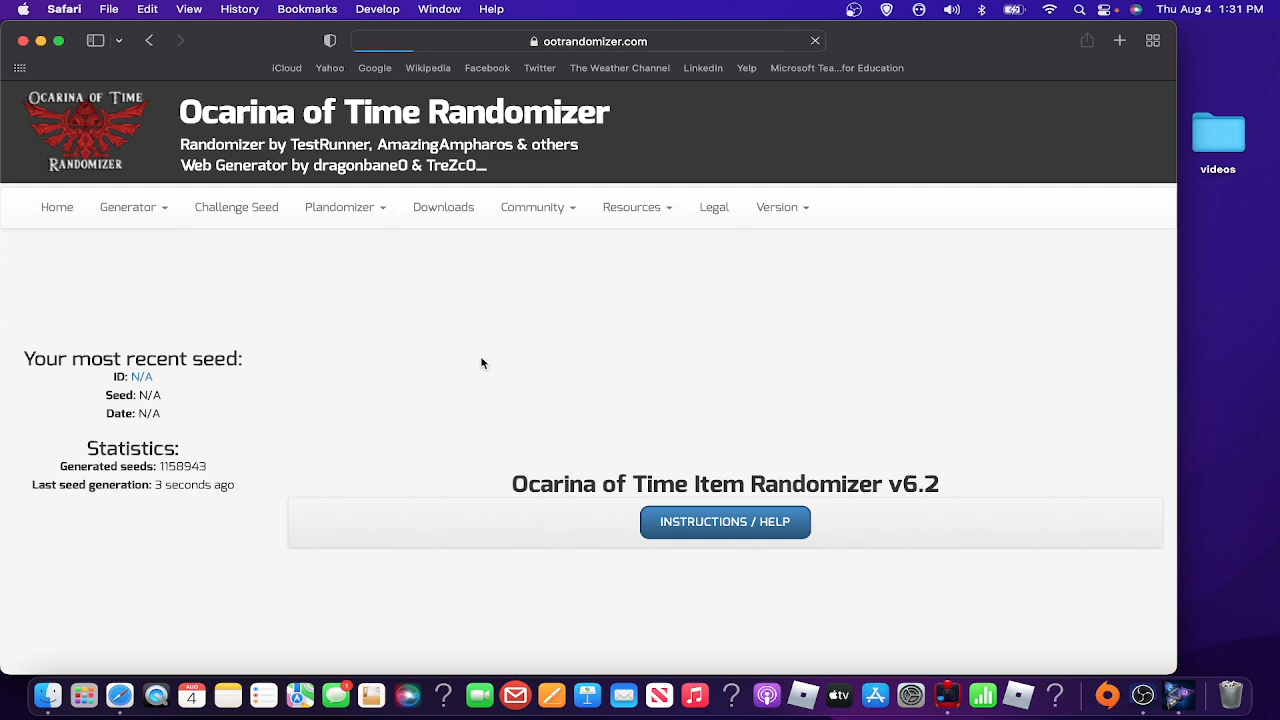 Safari File Edit View History Bookmarks Develop Window Help Thu Aug 4 1:31 PM
ootrandomizer.com
iCloud Yahoo Google Wikipedia Facebook Twitter The Weather Channel LinkedIn Yelp Microsoft Tea...for Education
OCARINA OF TIME
RANDOMIZER
Ocarina of Time Randomizer
Randomizer by TestRunner, AmazingAmpharos & others
Web Generator by dragonbane0 & TreZc0_
Home Generator Challenge Seed Plandomizer Downloads Community Resources Legal Version
videos
Your most recent seed:
ID: N/A
Seed: N/A
Date: N/A
Statistics:
Generated seeds: 1158943
Last seed generation: 3 seconds ago
Ocarina of Time Item Randomizer v6.2
INSTRUCTIONS / HELP
AUG
4
1
tv